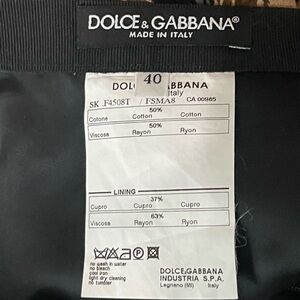 DOLCE & GABBANA®
MADE IN ITALY
40
DOL BBANA
Italy
SK .F4508T / FSMA8 CA 00985
50%
Cotone Cotton Cotton
50%
Viscosa Rayon Ryon
LINING
37%
Cupro Cupro Cupro
63%
Viscosa Rayon Rayon
no wash in water
no bleach
cool iron
light dry cleaning
no tumbler
DOLCE&GABBANA
INDUSTRIA S.P.A.
Legnano (MI) Italy